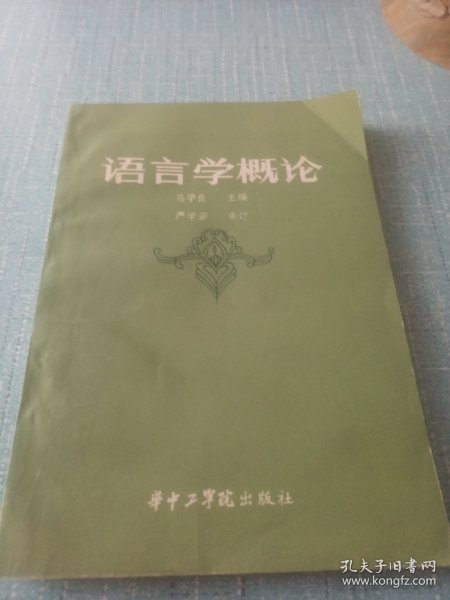 语言学概论
马学良 主编
严学宭 审订
华中工学院出版社
孔夫子旧书网
www.kongfz.com